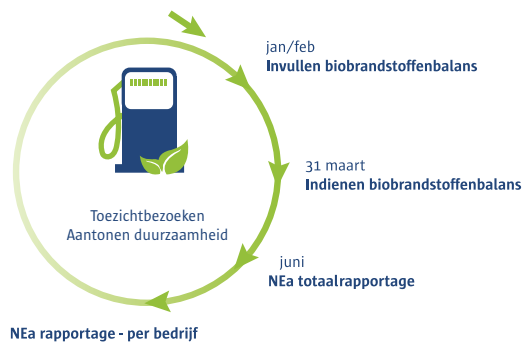 jan/feb
Invullen biobrandstoffenbalans
31 maart
Indienen biobrandstoffenbalans
Toezichtbezoeken
Aantonen duurzaamheid
juni
NEa totaalrapportage
NEa rapportage - per bedrijf